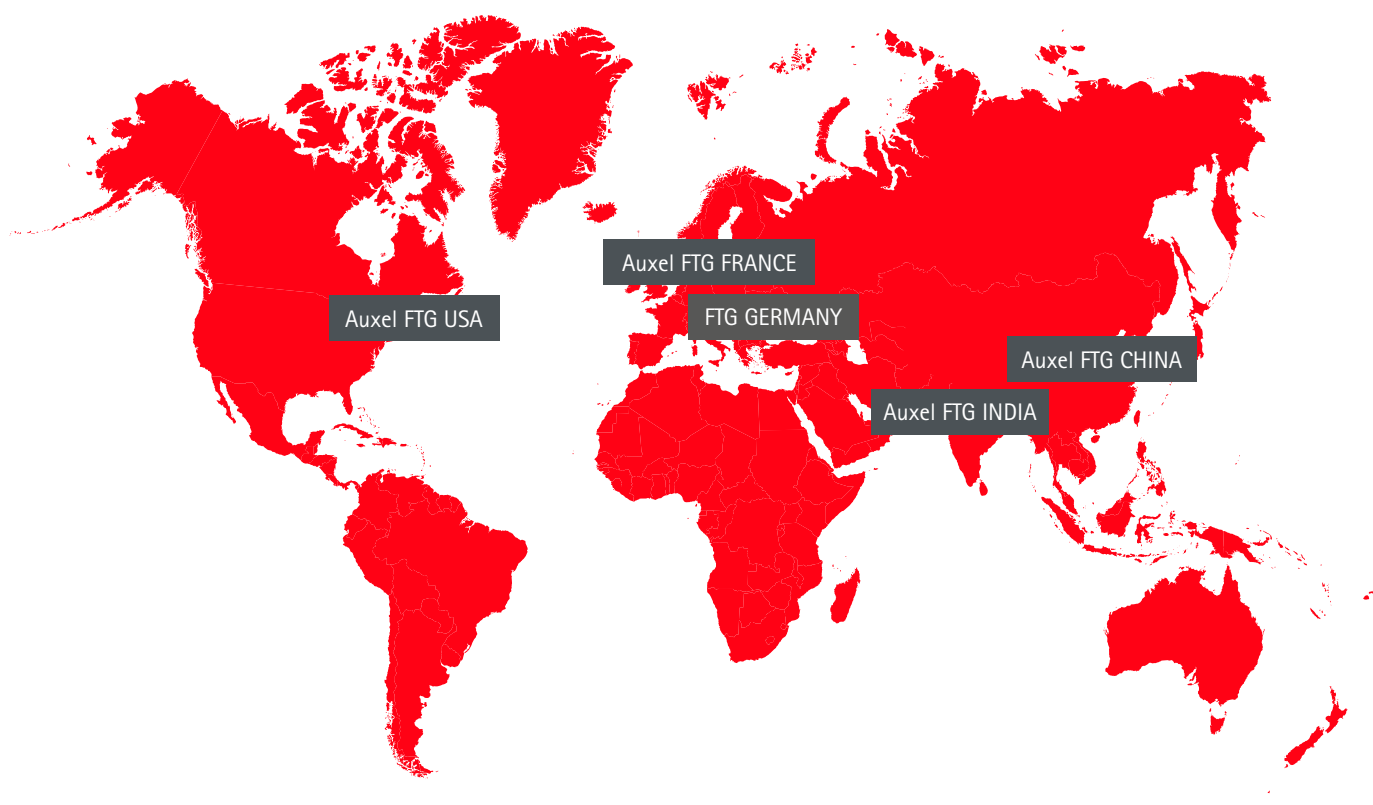 Auxel FTG FRANCE
Auxel FTG USA
FTG GERMANY
Auxel FTG CHINA
Auxel FTG INDIA